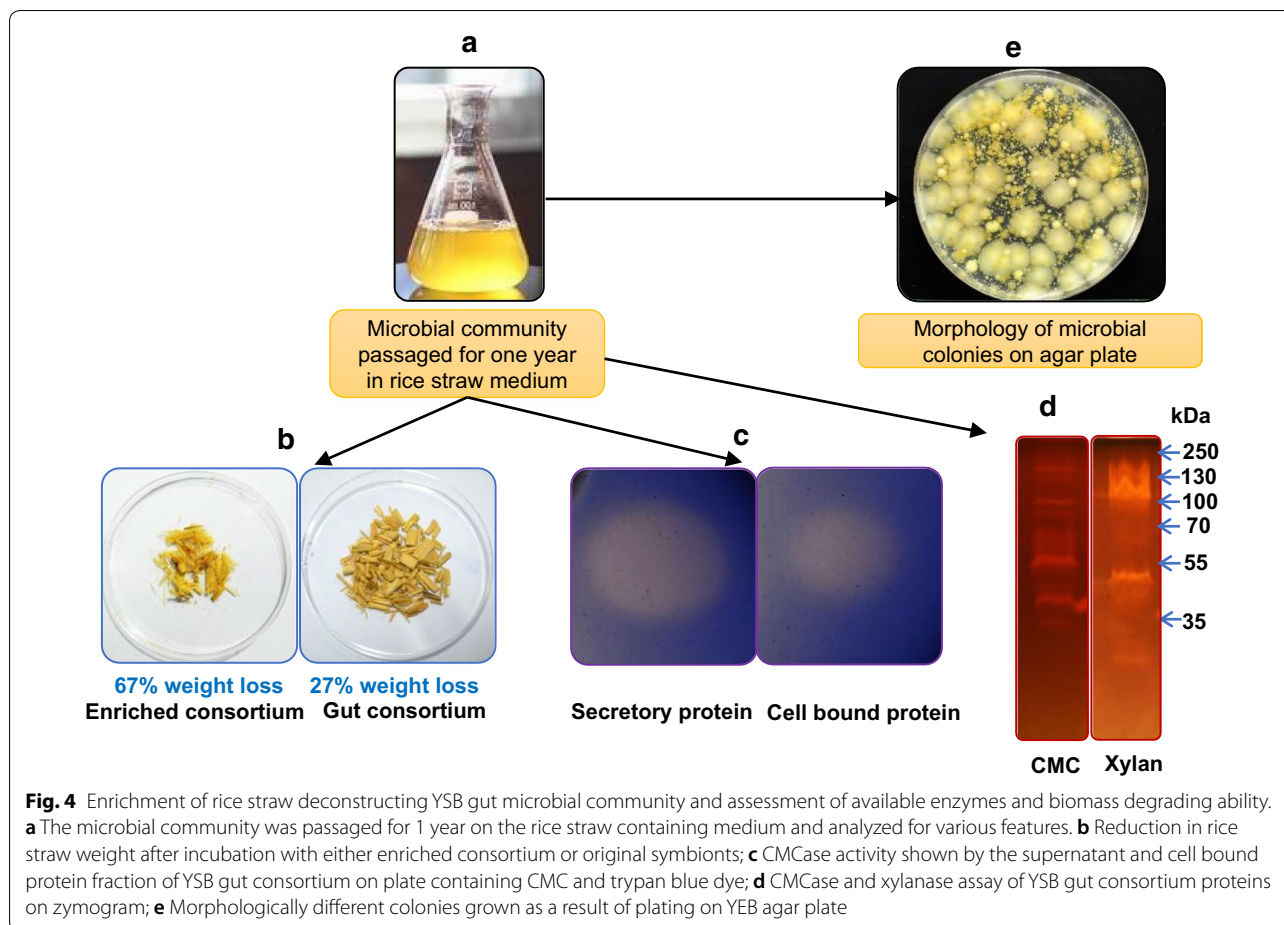 a
e
Microbial community
passaged for one year
in rice straw medium
Morphology of microbial
colonies on agar plate
b
c
d
kDa
250
130
100
70
55
35
67% weight loss
Enriched consortium
27% weight loss
Gut consortium
Secretory protein
Cell bound protein
CMC
Xylan
Fig. 4 Enrichment of rice straw deconstructing YSB gut microbial community and assessment of available enzymes and biomass degrading ability.
a The microbial community was passaged for 1 year on the rice straw containing medium and analyzed for various features. b Reduction in rice
straw weight after incubation with either enriched consortium or original symbionts; c CMCase activity shown by the supernatant and cell bound
protein fraction of YSB gut consortium on plate containing CMC and trypan blue dye; d CMCase and xylanase assay of YSB gut consortium proteins
on zymogram; e Morphologically different colonies grown as a result of plating on YEB agar plate